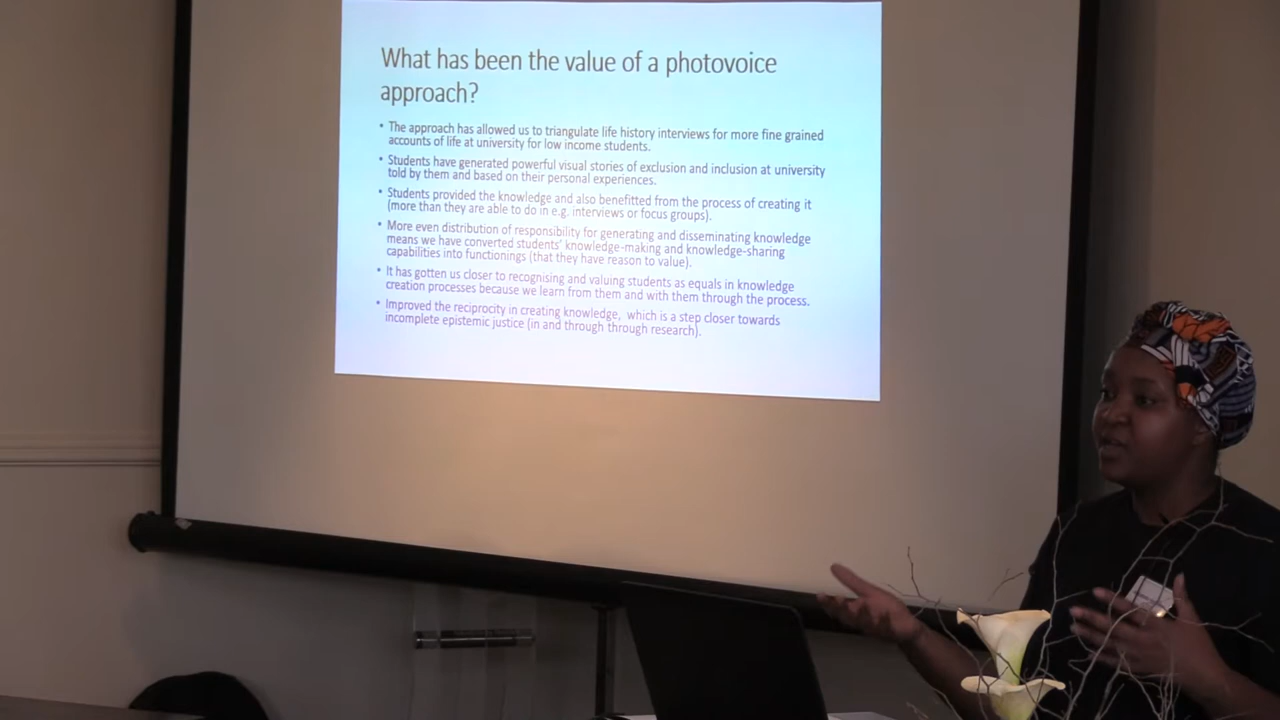 What has been the value of a photovoice
approach?
• The approach has allowed us to triangulate life history interviews for more fine grained
accounts of life at university for low income students.
• Students have generated powerful visual stories of exclusion and inclusion at university
told by them and based on their personal experiences.
• Students provided the knowledge and also benefitted from the process of creating it
(more than they are able to do in e.g. interviews or focus groups).
• More even distribution of responsibility for generating and disseminating knowledge
means we have converted students' knowledge-making and knowledge-sharing
capabilities into functionings (that they have reason to value).
• It has gotten us closer to recognising and valuing students as equals in knowledge
creation processes because we learn from them and with them through the process.
• Improved the reciprocity in creating knowledge, which is a step closer towards
incomplete epistemic justice (in and through through research).